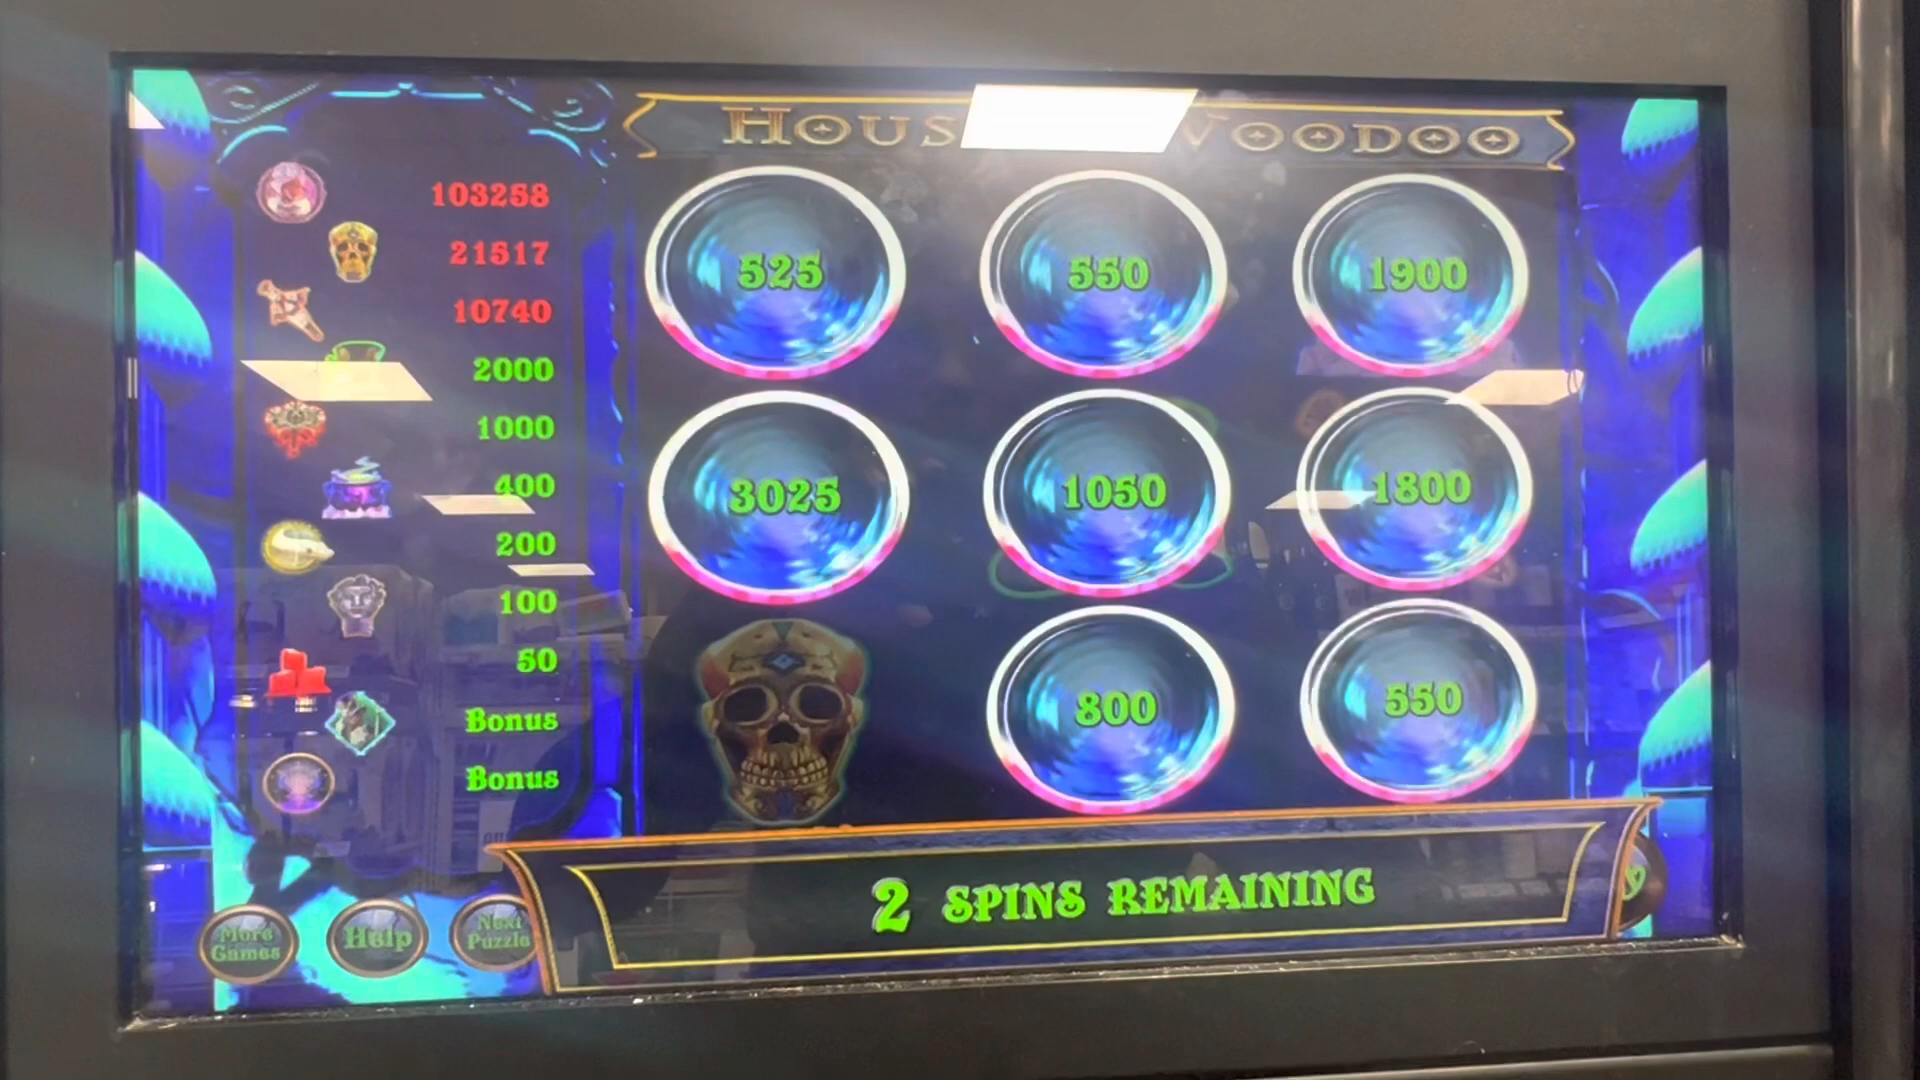 HOUS VOODOO
103258
21517
10740
2000
1000
400
200
100
50
Bonus
Bonus
525 550 1900
3025 1050 1800
800 550
2 SPINS REMAINING
More Games
Help
Next Puzzle